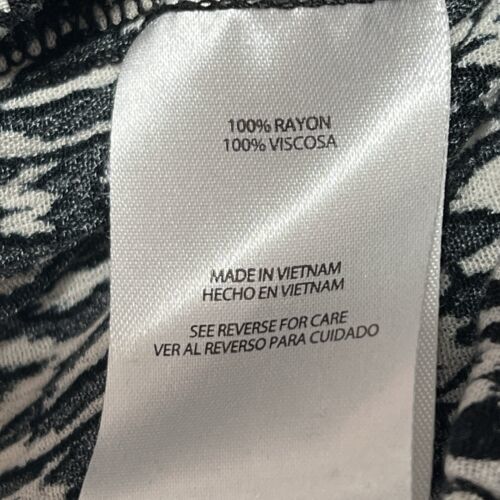 100% RAYON
100% VISCOSA
MADE IN VIETNAM
HECHO EN VIETNAM
SEE REVERSE FOR CARE
VER AL REVERSO PARA CUIDADO